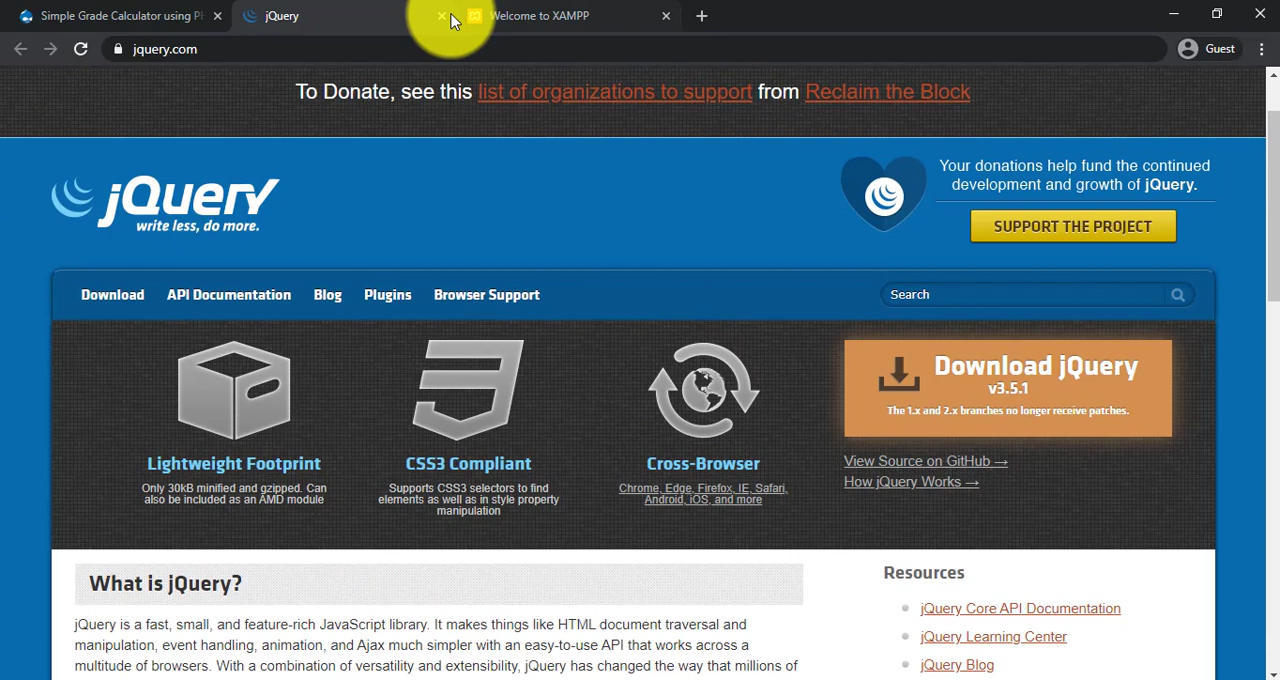 Simple Grade Calculator using PH
jQuery
Welcome to XAMPP
jquery.com
Guest
To Donate, see this list of organizations to support from Reclaim the Block
jQuery
write less, do more.
Your donations help fund the continued
development and growth of jQuery.
SUPPORT THE PROJECT
Download
API Documentation
Blog
Plugins
Browser Support
Search
Lightweight Footprint
Only 30kB minified and gzipped. Can
also be included as an AMD module
CSS3 Compliant
Supports CSS3 selectors to find
elements as well as in style property
manipulation
Cross-Browser
Chrome, Edge, Firefox, IE, Safari,
Android, iOS, and more
Download jQuery
v3.5.1
The 1.x and 2.x branches no longer receive patches.
View Source on GitHub →
How jQuery Works →
What is jQuery?
jQuery is a fast, small, and feature-rich JavaScript library. It makes things like HTML document traversal and
manipulation, event handling, animation, and Ajax much simpler with an easy-to-use API that works across a
multitude of browsers. With a combination of versatility and extensibility, jQuery has changed the way that millions of
Resources
jQuery Core API Documentation
jQuery Learning Center
jQuery Blog